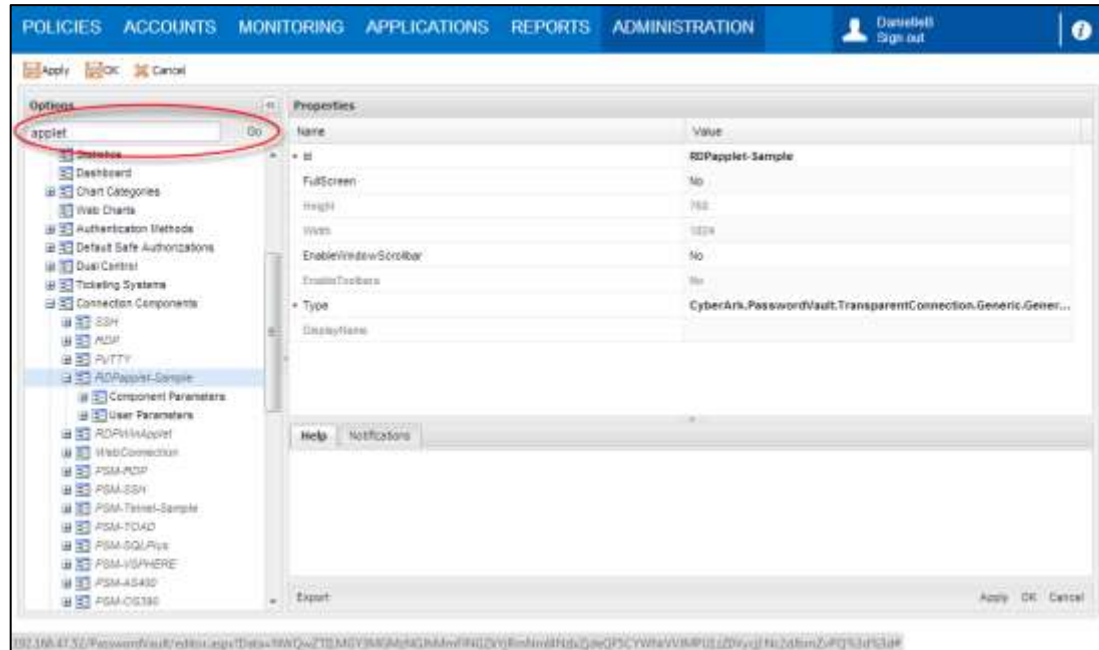 POLICIES ACCOUNTS MONITORING APPLICATIONS REPORTS ADMINISTRATION DanielleB
Sign out
Apply OK Cancel
Options Properties
applet Go Name Value
Statistics * Id RDPapplet-Sample
Dashboard FullScreen No
Chart Categories Height 768
Web Charts Width 1024
Authentication Methods EnableWindowScrollbar No
Default Safe Authorizations EnableToolbars No
Dual Control * Type CyberArk.PasswordVault.TransparentConnection.Generic.Gener...
Ticketing Systems DisplayName
Connection Components
SSH
RDP
PuTTY
RDPapplet-Sample
Component Parameters
User Parameters
RDPWinApplet Help Notifications
WebConnection
PSM-RDP
PSM-SSH
PSM-Telnet-Sample
PSM-TOAD
PSM-SQLPlus
PSM-VSPHERE
PSM-AS400
PSM-OS390 Export Apply OK Cancel